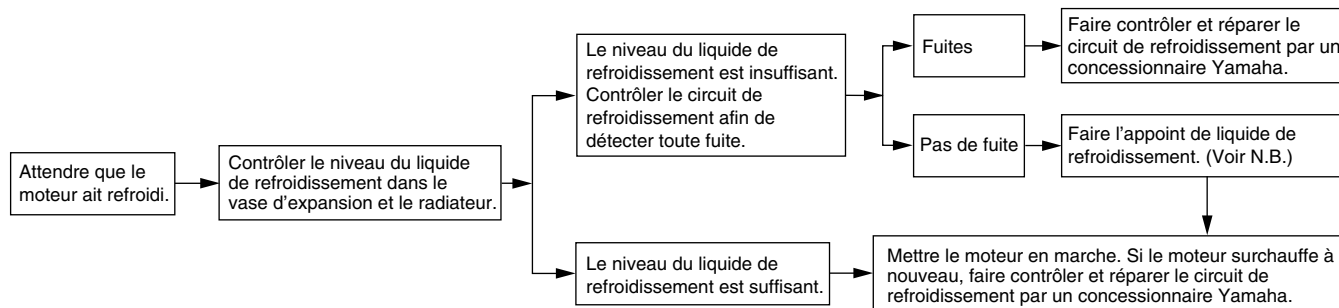 Attendre que le
moteur ait refroidi.
Contrôler le niveau du liquide
de refroidissement dans le
vase d'expansion et le radiateur.
Le niveau du liquide de
refroidissement est insuffisant.
Contrôler le circuit de
refroidissement afin de
détecter toute fuite.
Fuites
Faire contrôler et réparer le
circuit de refroidissement par un
concessionnaire Yamaha.
Pas de fuite
Faire l'appoint de liquide de
refroidissement. (Voir N.B.)
Le niveau du liquide de
refroidissement est suffisant.
Mettre le moteur en marche. Si le moteur surchauffe à
nouveau, faire contrôler et réparer le circuit de
refroidissement par un concessionnaire Yamaha.